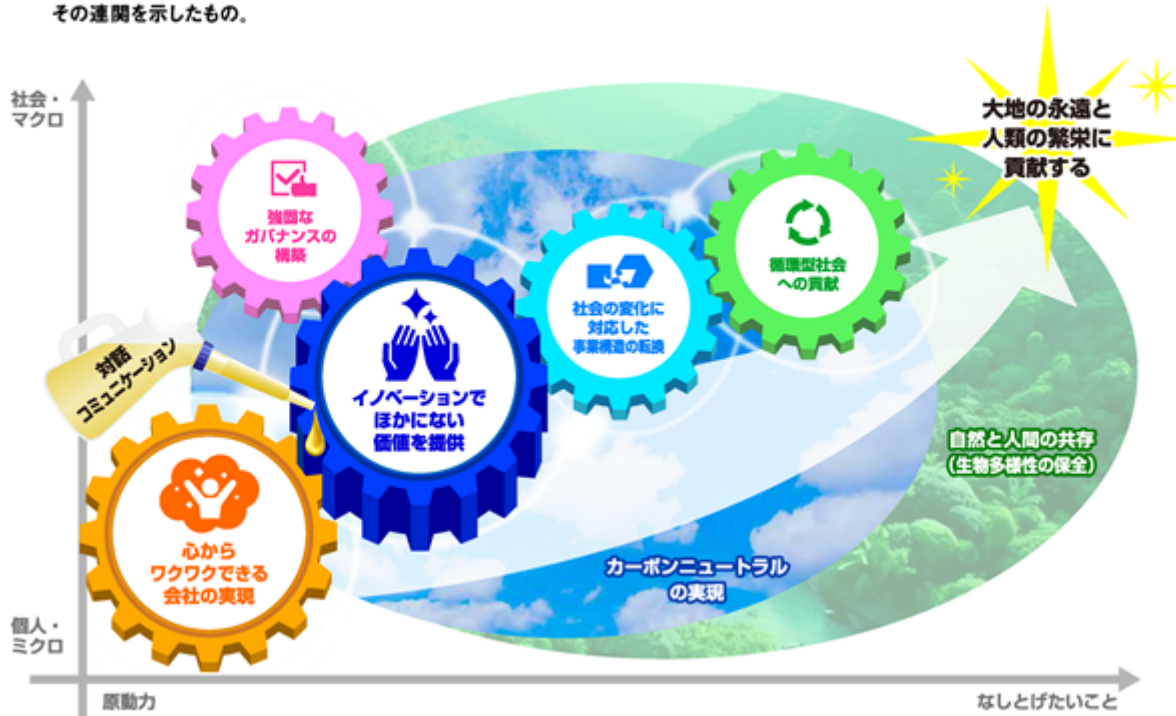 その連関を示したもの。
社会・
マクロ
大地の永遠と
人類の繁栄に
貢献する
強固な
ガバナンスの
構築
循環型社会
への貢献
社会の変化に
対応した
事業構造の転換
対話
コミュニケーション
イノベーションで
ほかにない
価値を提供
自然と人間の共存
(生物多様性の保全)
心から
ワクワクできる
会社の実現
カーボンニュートラル
の実現
個人・
ミクロ
原動力
なしとげたいこと